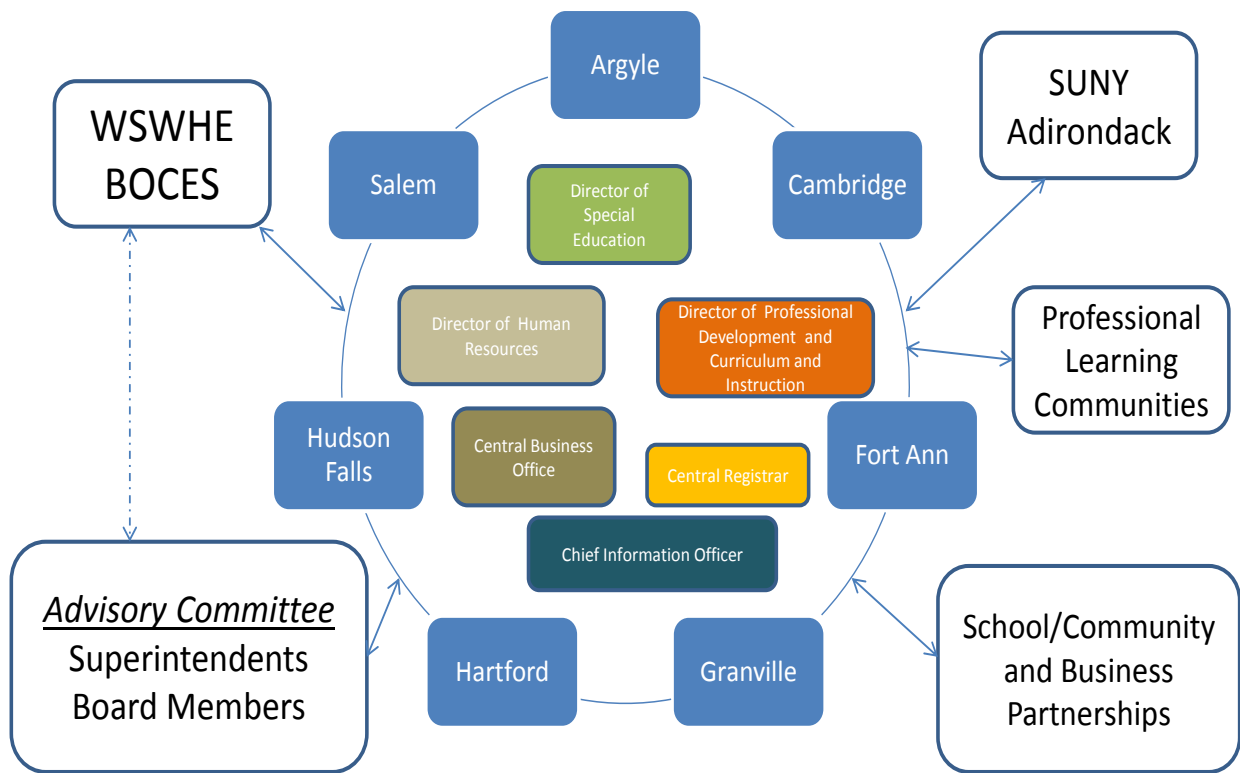 Argyle
WSWHE
BOCES
SUNY
Adirondack
Salem
Cambridge
Director of
Special
Education
Director of Human
Resources
Director of Professional
Development and
Curriculum and
Instruction
Professional
Learning
Communities
Hudson
Falls
Central Business
Office
Central Registrar
Fort Ann
Chief Information Officer
Advisory Committee
Superintendents
Board Members
Hartford
Granville
School/Community
and Business
Partnerships